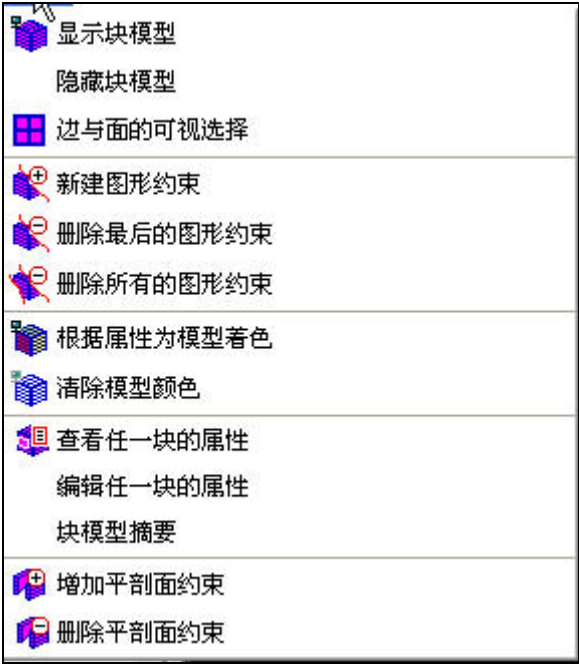 显示块模型
隐藏块模型
边与面的可视选择
新建图形约束
删除最后的图形约束
删除所有的图形约束
根据属性为模型着色
清除模型颜色
查看任一块的属性
编辑任一块的属性
块模型摘要
增加平剖面约束
删除平剖面约束